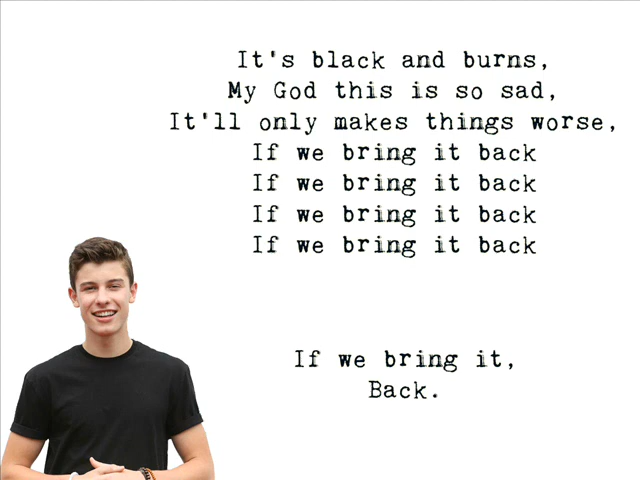 It's black and burns,
My God this is so sad,
It'll only makes things worse,
If we bring it back
If we bring it back
If we bring it back
If we bring it back
If we bring it,
Back.